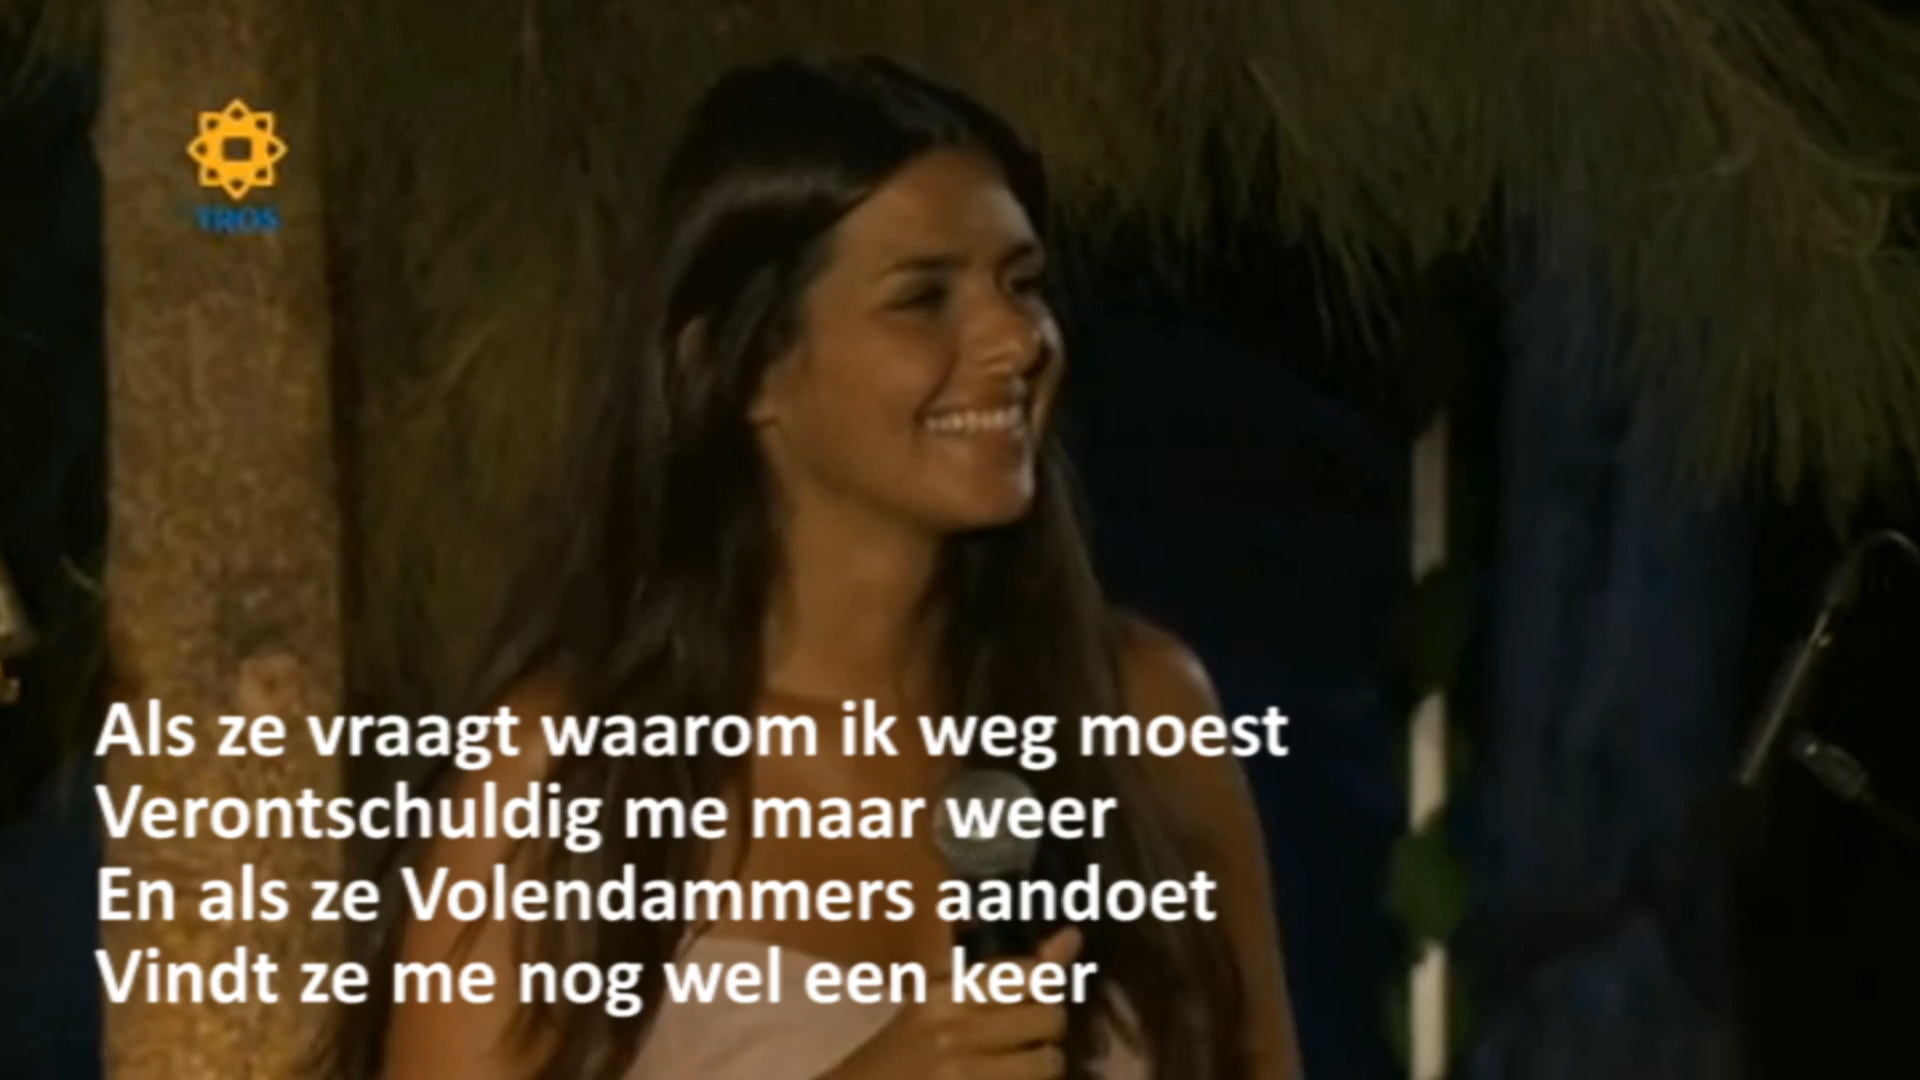 TROS
Als ze vraagt waarom ik weg moest
Verontschuldig me maar weer
En als ze Volendammers aandoet
Vindt ze me nog wel een keer